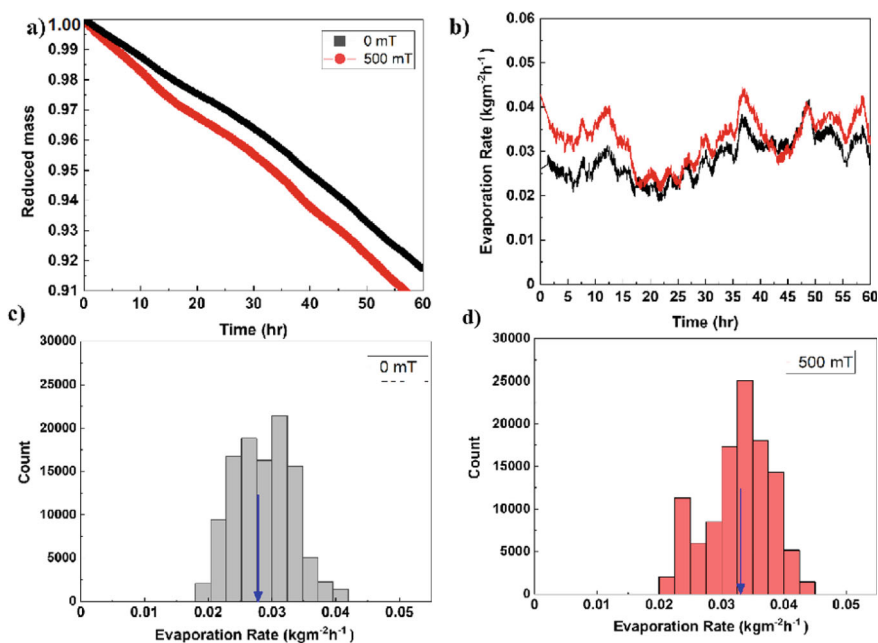 a)
1.00
0.99
0.98
0.97
0.96
0.95
0.94
0.93
0.92
0.91
Reduced mass
0 mT
500 mT
0 10 20 30 40 50 60
Time (hr)
b)
0.06
0.05
0.04
0.03
0.02
0.01
0
Evaporation Rate (kgm-2h-1)
0 5 10 15 20 25 30 35 40 45 50 55 60
Time (hr)
c)
30000
25000
20000
15000
10000
5000
0
Count
0 mT
0 0.01 0.02 0.03 0.04 0.05
Evaporation Rate (kgm-2h-1)
d)
30000
25000
20000
15000
10000
5000
0
Count
500 mT
0 0.01 0.02 0.03 0.04 0.05
Evaporation Rate (kgm-2h-1)